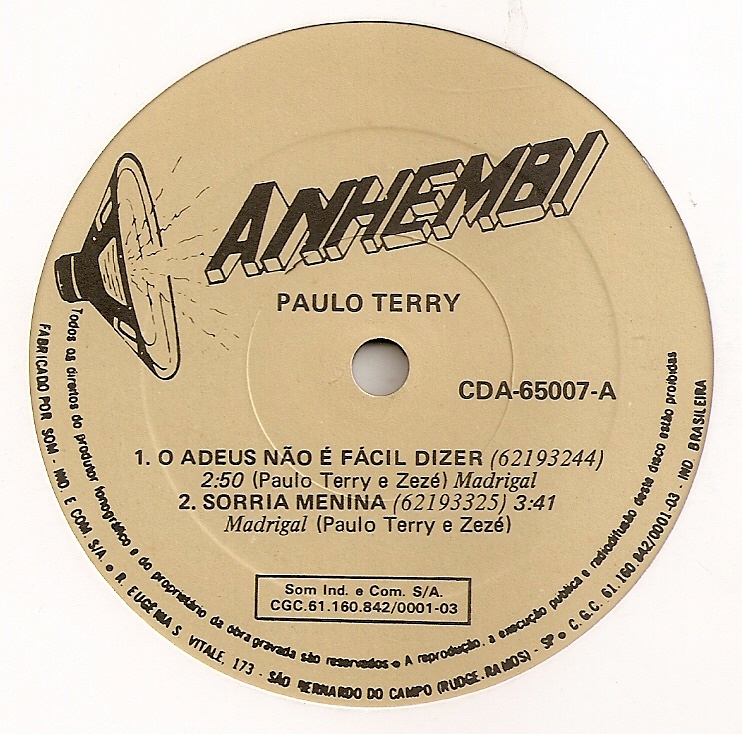 ANHEMBI
PAULO TERRY
CDA-65007-A
1. O ADEUS NÃO É FÁCIL DIZER (62193244)
2:50 (Paulo Terry e Zezé) Madrigal
2. SORRIA MENINA (62193325) 3:41
Madrigal (Paulo Terry e Zezé)
Som Ind. e Com. S/A.
CGC.61.160.842/0001-03
Todos os direitos do produtor fonográfico e do proprietário da obra gravada são reservados • A reprodução, a execução pública e radiodifusão deste disco estão proibidas
FABRICADO POR SOM - IND. E COM. S/A. • R. EUGÊNIA S. VITALE, 173 - SÃO BERNARDO DO CAMPO (RUDGE.RAMOS) - SP • C.G.C. 61.160.842/0001-03 - IND BRASILEIRA